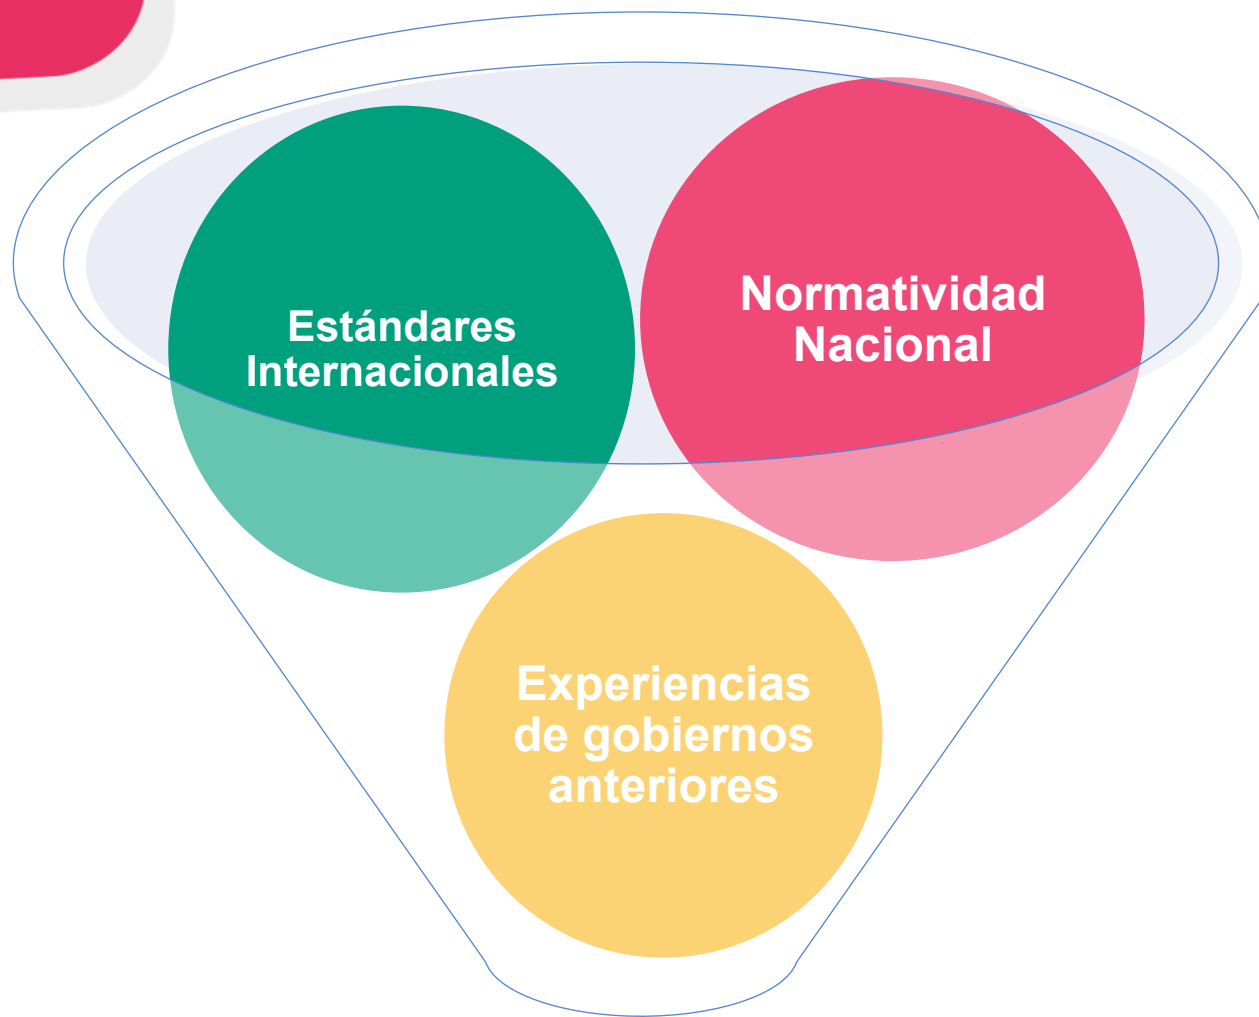 Estándares
Internacionales
Normatividad
Nacional
Experiencias
de gobiernos
anteriores